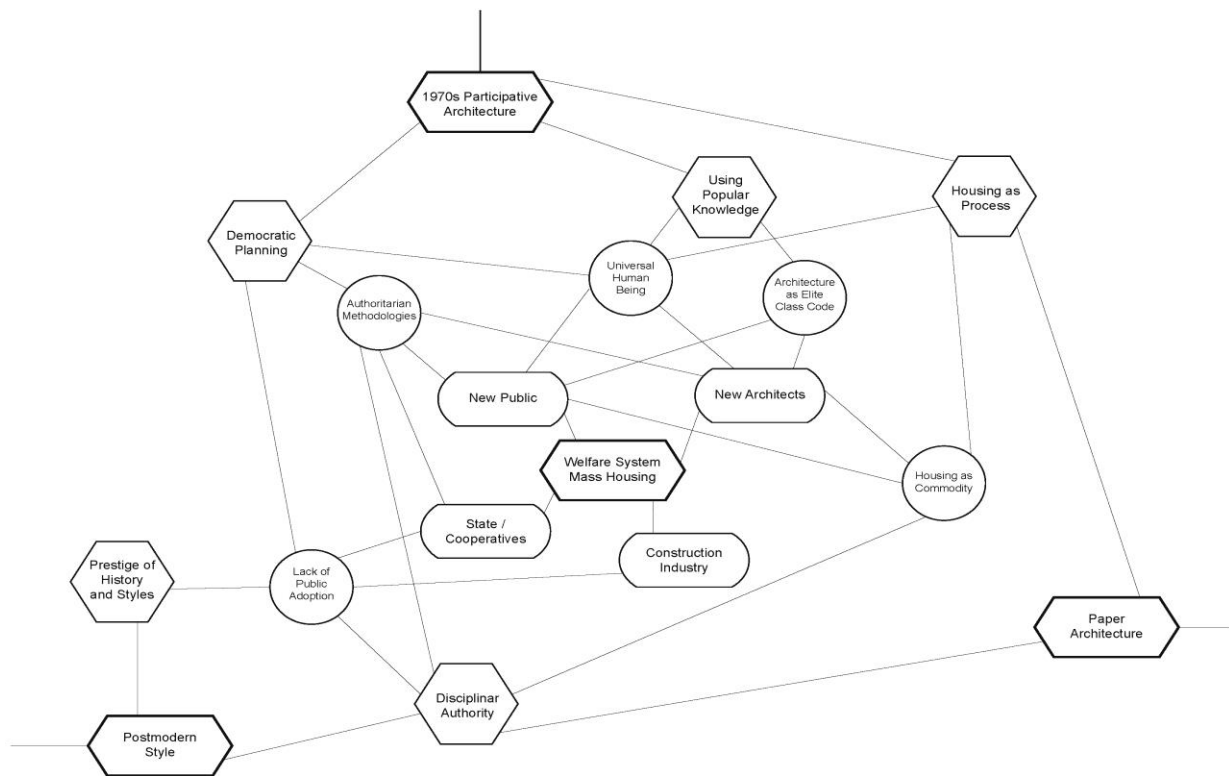 1970s Participative
Architecture
Using
Popular
Knowledge
Housing as
Process
Democratic
Planning
Universal
Human
Being
Architecture
as Elite
Class Code
Authoritarian
Methodologies
New Public
New Architects
Welfare System
Mass Housing
Housing as
Commodity
State /
Cooperatives
Construction
Industry
Prestige of
History
and Styles
Lack of
Public
Adoption
Paper
Architecture
Disciplinar
Authority
Postmodern
Style